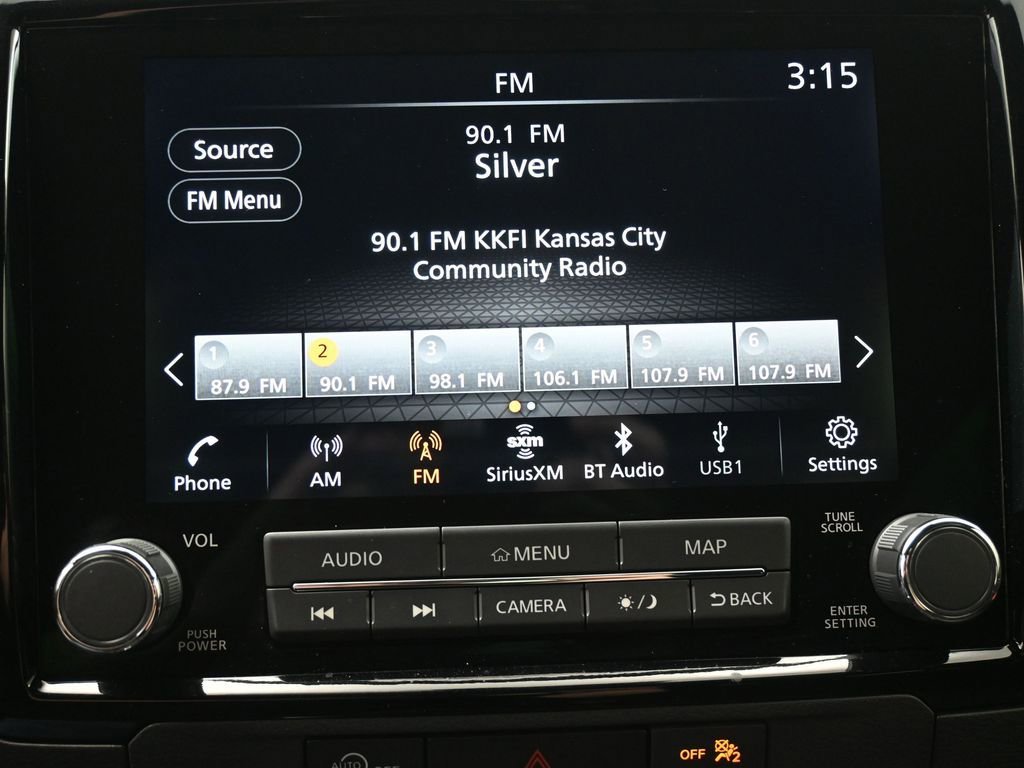 FM
3:15
Source
FM Menu
90.1 FM
Silver
90.1 FM KKFI Kansas City
Community Radio
1
87.9 FM
2
90.1 FM
3
98.1 FM
4
106.1 FM
5
107.9 FM
6
107.9 FM
Phone
AM
FM
sxm
SiriusXM
BT Audio
USB1
Settings
VOL
PUSH
POWER
AUDIO
MENU
MAP
CAMERA
/
BACK
TUNE
SCROLL
ENTER
SETTING
AUTO
OFF
OFF
2